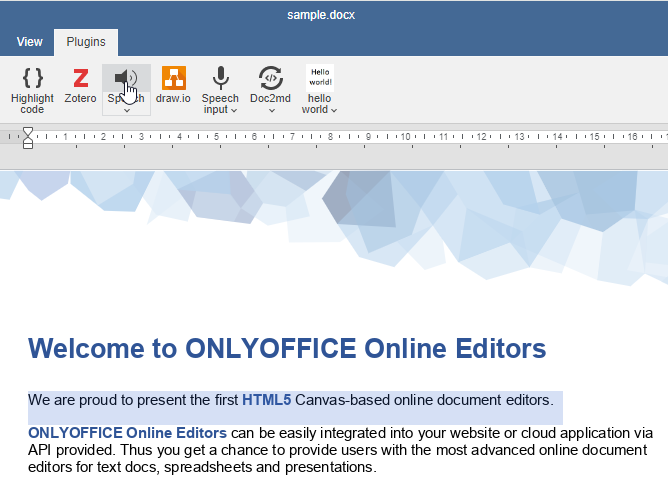 sample.docx
View Plugins
Highlight code Zotero Speech draw.io Speech input Doc2md hello world
Hello world!
1 2 3 4 5 6 7 8 9 10 11 12 13 14 15 16
Welcome to ONLYOFFICE Online Editors
We are proud to present the first HTML5 Canvas-based online document editors.
ONLYOFFICE Online Editors can be easily integrated into your website or cloud application via
API provided. Thus you get a chance to provide users with the most advanced online document
editors for text docs, spreadsheets and presentations.